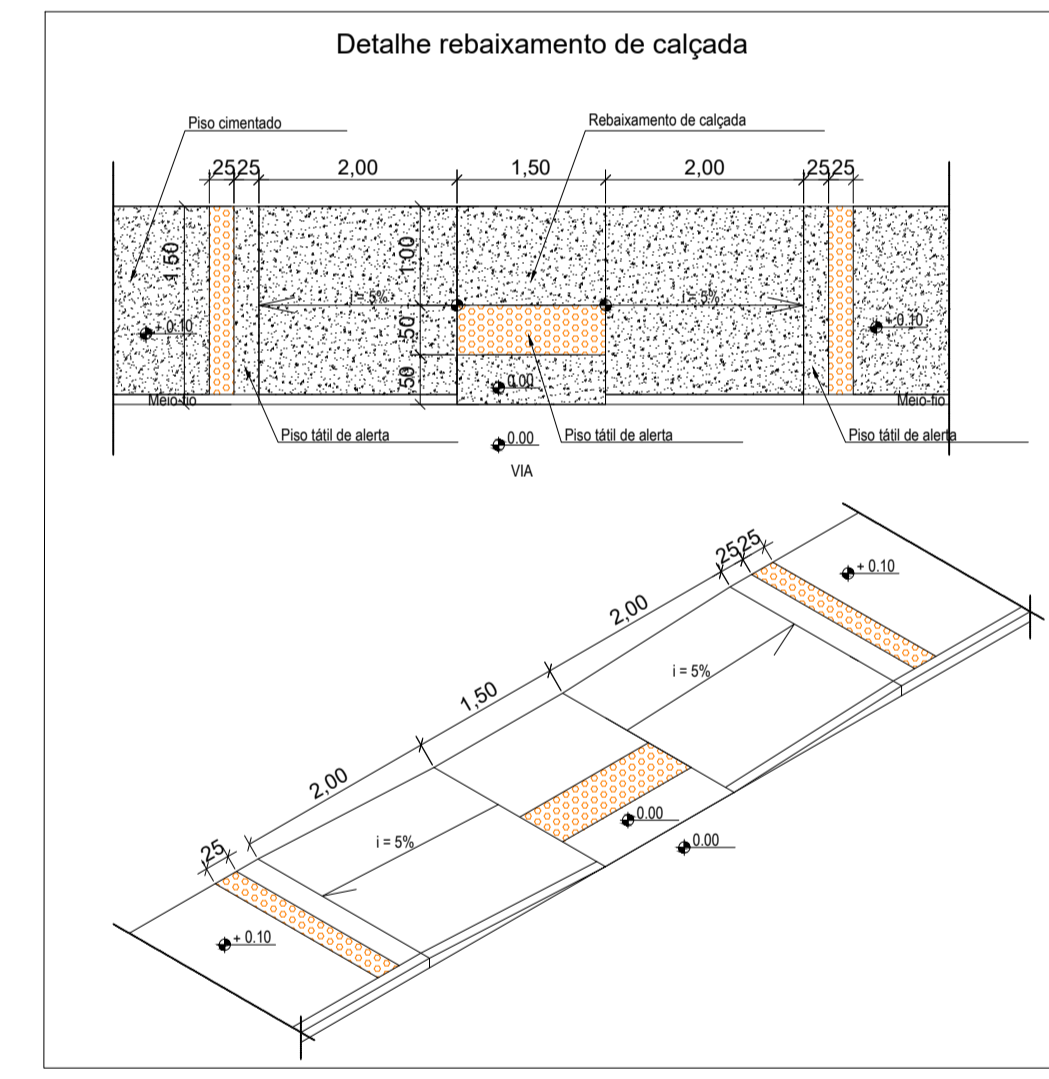 Detalhe rebaixamento de calçada
Piso cimentado
Rebaixamento de calçada
25 25 2,00 1,50 2,00 25 25
1.50
1.00
i = 5%
i = 5%
+ 0.10
.50
+ 0.10
.50
0.00
Meio-fio
Meio-fio
Piso tátil de alerta
0.00
Piso tátil de alerta
Piso tátil de alerta
VIA
25 25
+ 0.10
2,00
i = 5%
1,50
2,00
0.00
i = 5%
0.00
25
+ 0.10